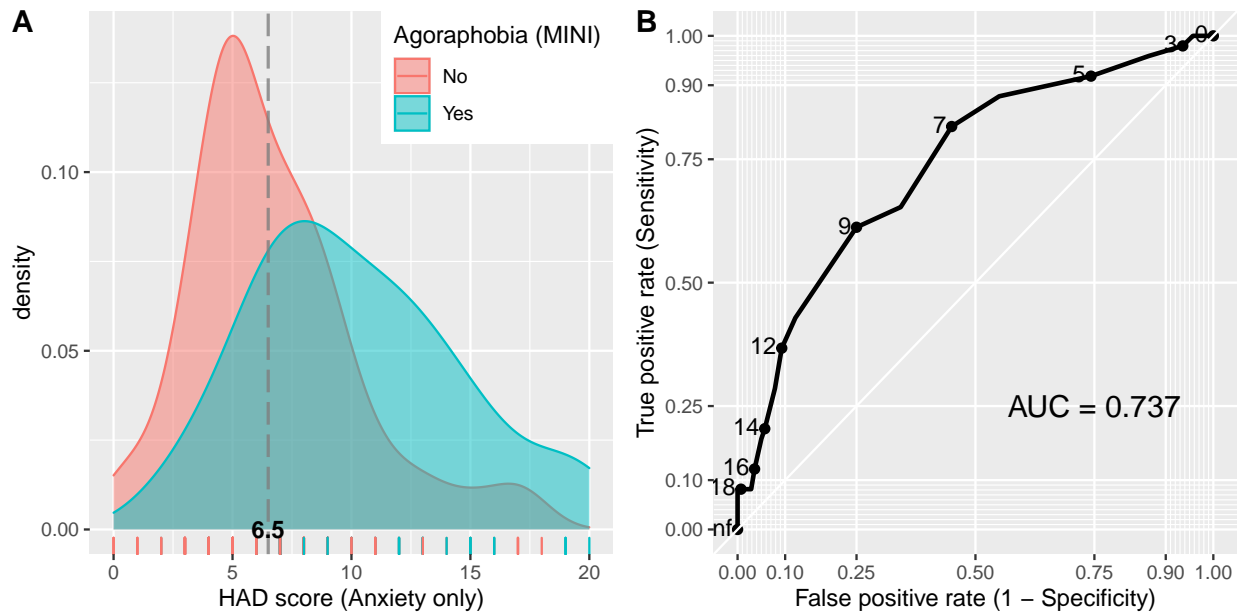 A
Agoraphobia (MINI)
No
Yes
density
0.10
0.05
0.00
6.5
0 5 10 15 20
HAD score (Anxiety only)
B
True positive rate (Sensitivity)
1.00
0.90
0.75
0.50
0.25
0.10
0.00
0
3
5
7
9
12
14
16
18
nf
AUC = 0.737
0.00 0.10 0.25 0.50 0.75 0.90 1.00
False positive rate (1 − Specificity)